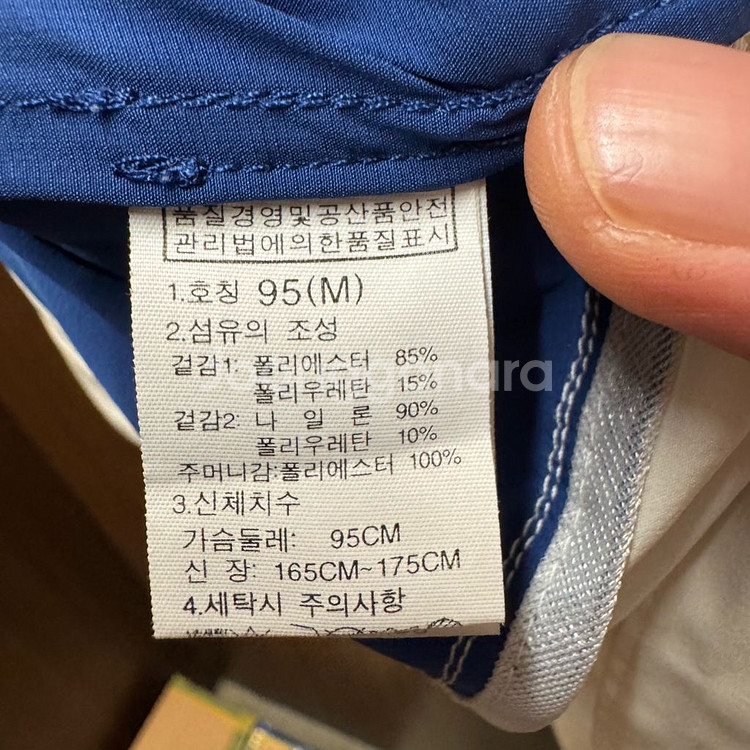 품질경영및공산품안전
관리법에의한품질표시
1.호칭 95(M)
2.섬유의 조성
겉감1: 폴리에스터 85%
폴리우레탄 15%
겉감2: 나 일 론 90%
폴리우레탄 10%
주머니감:폴리에스터 100%
3.신체치수
가슴둘레: 95CM
신 장: 165CM~175CM
4.세탁시 주의사항